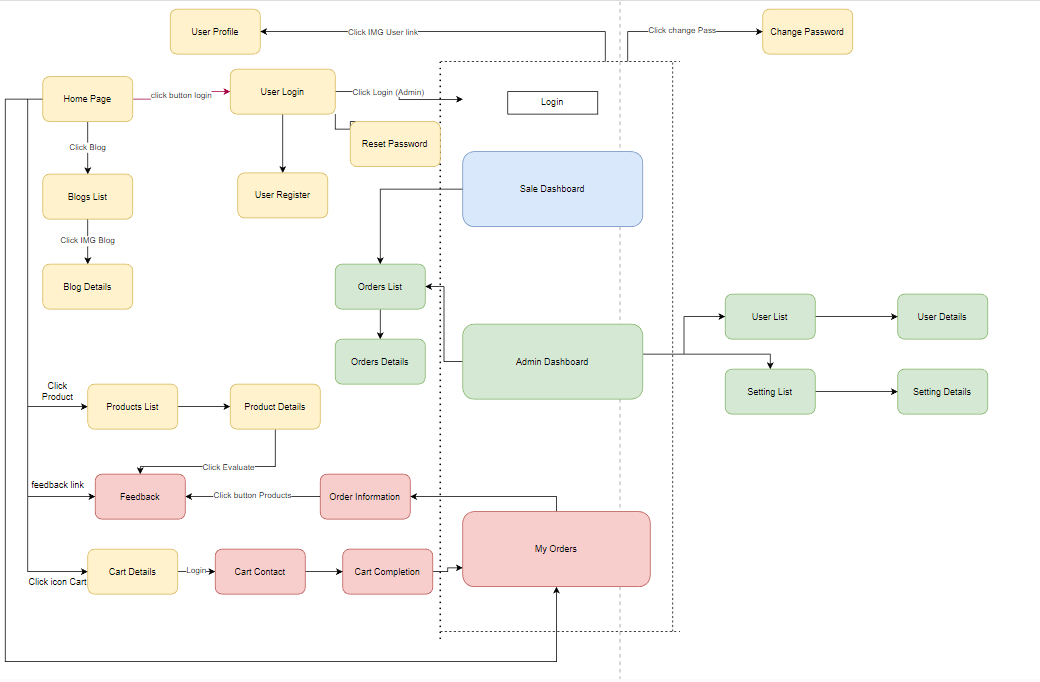 User Profile
Click IMG User link
Click change Pass
Change Password
Home Page
click button login
User Login
Click Login (Admin)
Login
Reset Password
Click Blog
Blogs List
User Register
Sale Dashboard
Click IMG Blog
Blog Details
Orders List
User List
User Details
Orders Details
Admin Dashboard
Setting List
Setting Details
Click
Product
Products List
Product Details
Click Evaluate
feedback link
Feedback
Click button Products
Order Information
My Orders
Click icon Cart
Cart Details
Login
Cart Contact
Cart Completion